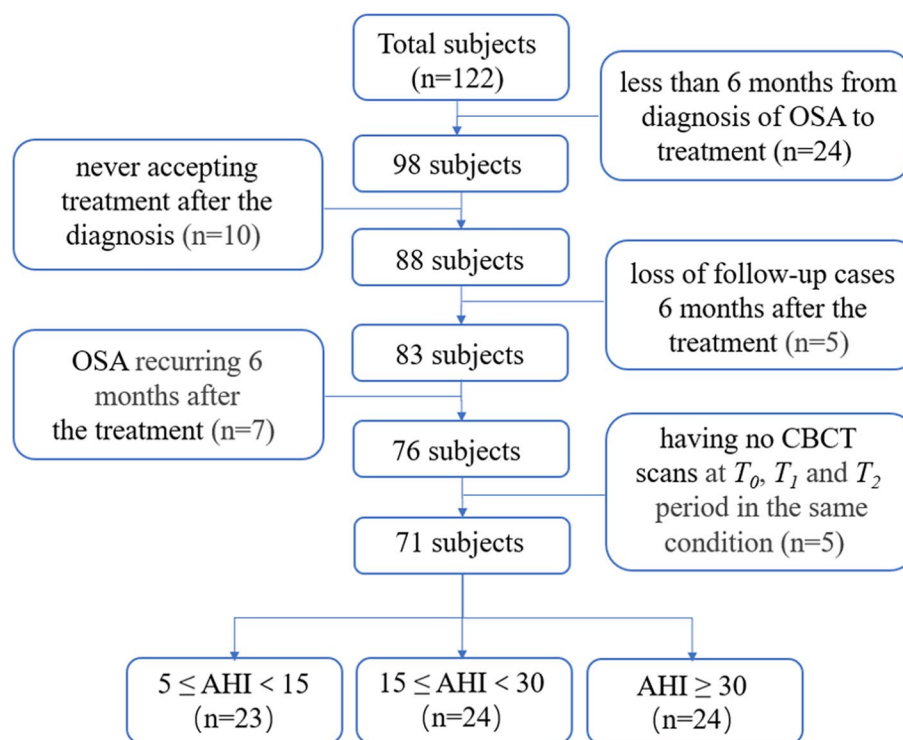 Total subjects
(n=122)
less than 6 months from
diagnosis of OSA to
treatment (n=24)
98 subjects
never accepting
treatment after the
diagnosis (n=10)
88 subjects
loss of follow-up cases
6 months after the
treatment (n=5)
83 subjects
OSA recurring 6
months after
the treatment (n=7)
76 subjects
having no CBCT
scans at T₀, T₁ and T₂
period in the same
condition (n=5)
71 subjects
5 ≤ AHI < 15
(n=23)
15 ≤ AHI < 30
(n=24)
AHI ≥ 30
(n=24)